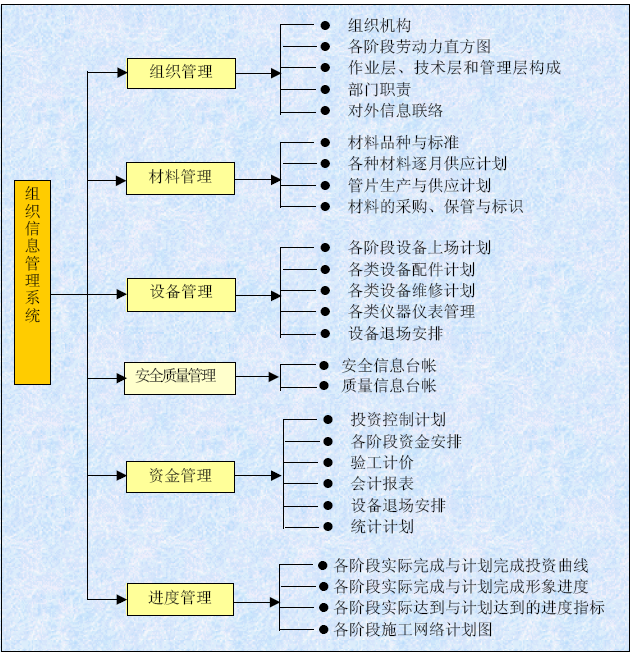 组织信息管理系统
组织管理
组织机构
各阶段劳动力直方图
作业层、技术层和管理层构成
部门职责
对外信息联络
材料管理
材料品种与标准
各种材料逐月供应计划
管片生产与供应计划
材料的采购、保管与标识
设备管理
各阶段设备上场计划
各类设备配件计划
各类设备维修计划
各类仪器仪表管理
设备退场安排
安全质量管理
安全信息台帐
质量信息台帐
资金管理
投资控制计划
各阶段资金安排
验工计价
会计报表
设备退场安排
统计计划
进度管理
各阶段实际完成与计划完成投资曲线
各阶段实际完成与计划完成形象进度
各阶段实际达到与计划达到的进度指标
各阶段施工网络计划图